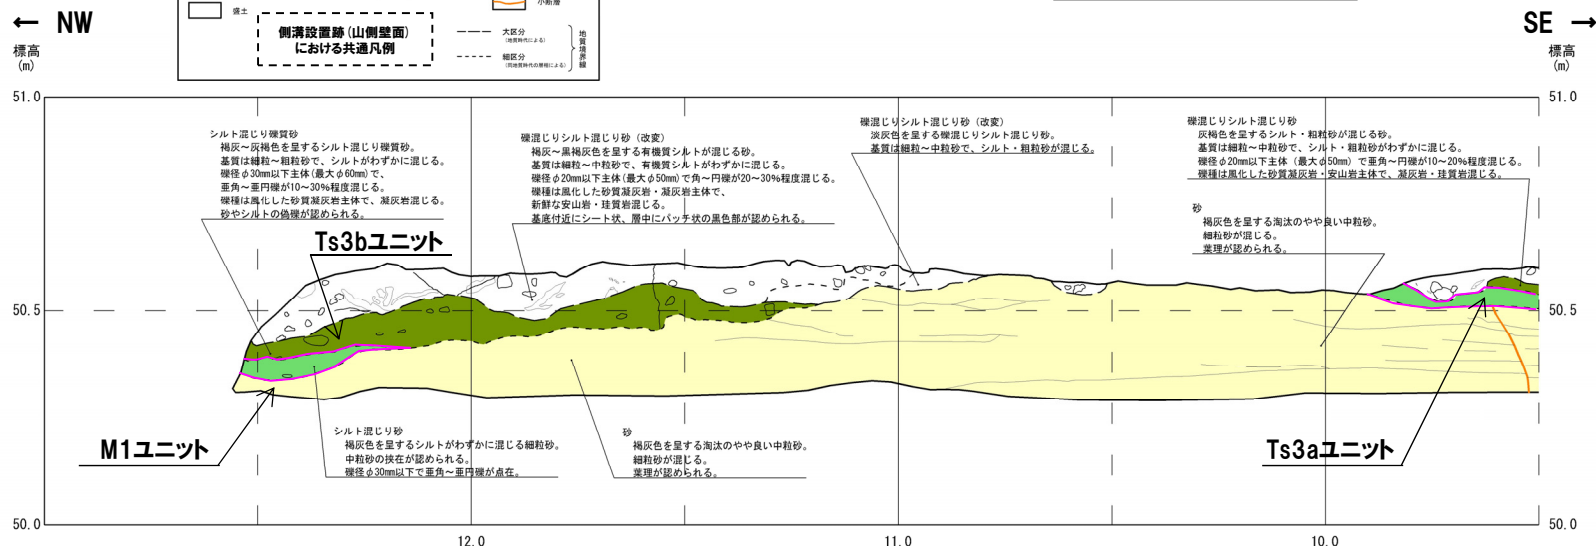 ← NW
標高
(m)
盛土
側溝設置跡(山側壁面)
における共通凡例
小断層
大区分
(地質時代による)
細区分
(同地質時代の層相による)
地質境界線
SE →
標高
(m)
51.0
51.0
シルト混じり礫質砂
褐灰～灰褐色を呈するシルト混じり礫質砂。
基質は細粒～粗粒砂で、シルトがわずかに混じる。
礫径φ30mm以下主体(最大φ60mm)で、
亜角～亜円礫が10～30%程度混じる。
礫種は風化した砂質凝灰岩主体で、凝灰岩混じる。
砂やシルトの偽礫が認められる。
礫混じりシルト混じり砂（改変）
褐灰～黒褐灰色を呈する有機質シルトが混じる砂。
基質は細粒～中粒砂で、有機質シルトがわずかに混じる。
礫径φ20mm以下主体(最大φ50mm)で角～円礫が20～30%程度混じる。
礫種は風化した砂質凝灰岩・凝灰岩主体で、
新鮮な安山岩・珪質岩混じる。
基底付近にシート状、層中にパッチ状の黒色部が認められる。
礫混じりシルト混じり砂（改変）
淡灰色を呈する礫混じりシルト混じり砂。
基質は細粒～中粒砂で、シルト・粗粒砂が混じる。
礫混じりシルト混じり砂
灰褐色を呈するシルト・粗粒砂が混じる砂。
基質は細粒～中粒砂で、シルト・粗粒砂がわずかに混じる。
礫径φ20mm以下主体（最大φ50mm）で亜角～円礫が10～20%程度混じる。
礫種は風化した砂質凝灰岩・安山岩主体で、凝灰岩・珪質岩混じる。
砂
褐灰色を呈する淘汰のやや良い中粒砂。
細粒砂が混じる。
葉理が認められる。
Ts3bユニット
50.5
50.5
M1ユニット
シルト混じり砂
褐灰色を呈するシルトがわずかに混じる細粒砂。
中粒砂の挟在が認められる。
礫径φ30mm以下で亜角～亜円礫が点在。
砂
褐灰色を呈する淘汰のやや良い中粒砂。
細粒砂が混じる。
葉理が認められる。
Ts3aユニット
50.0
50.0
12.0
11.0
10.0